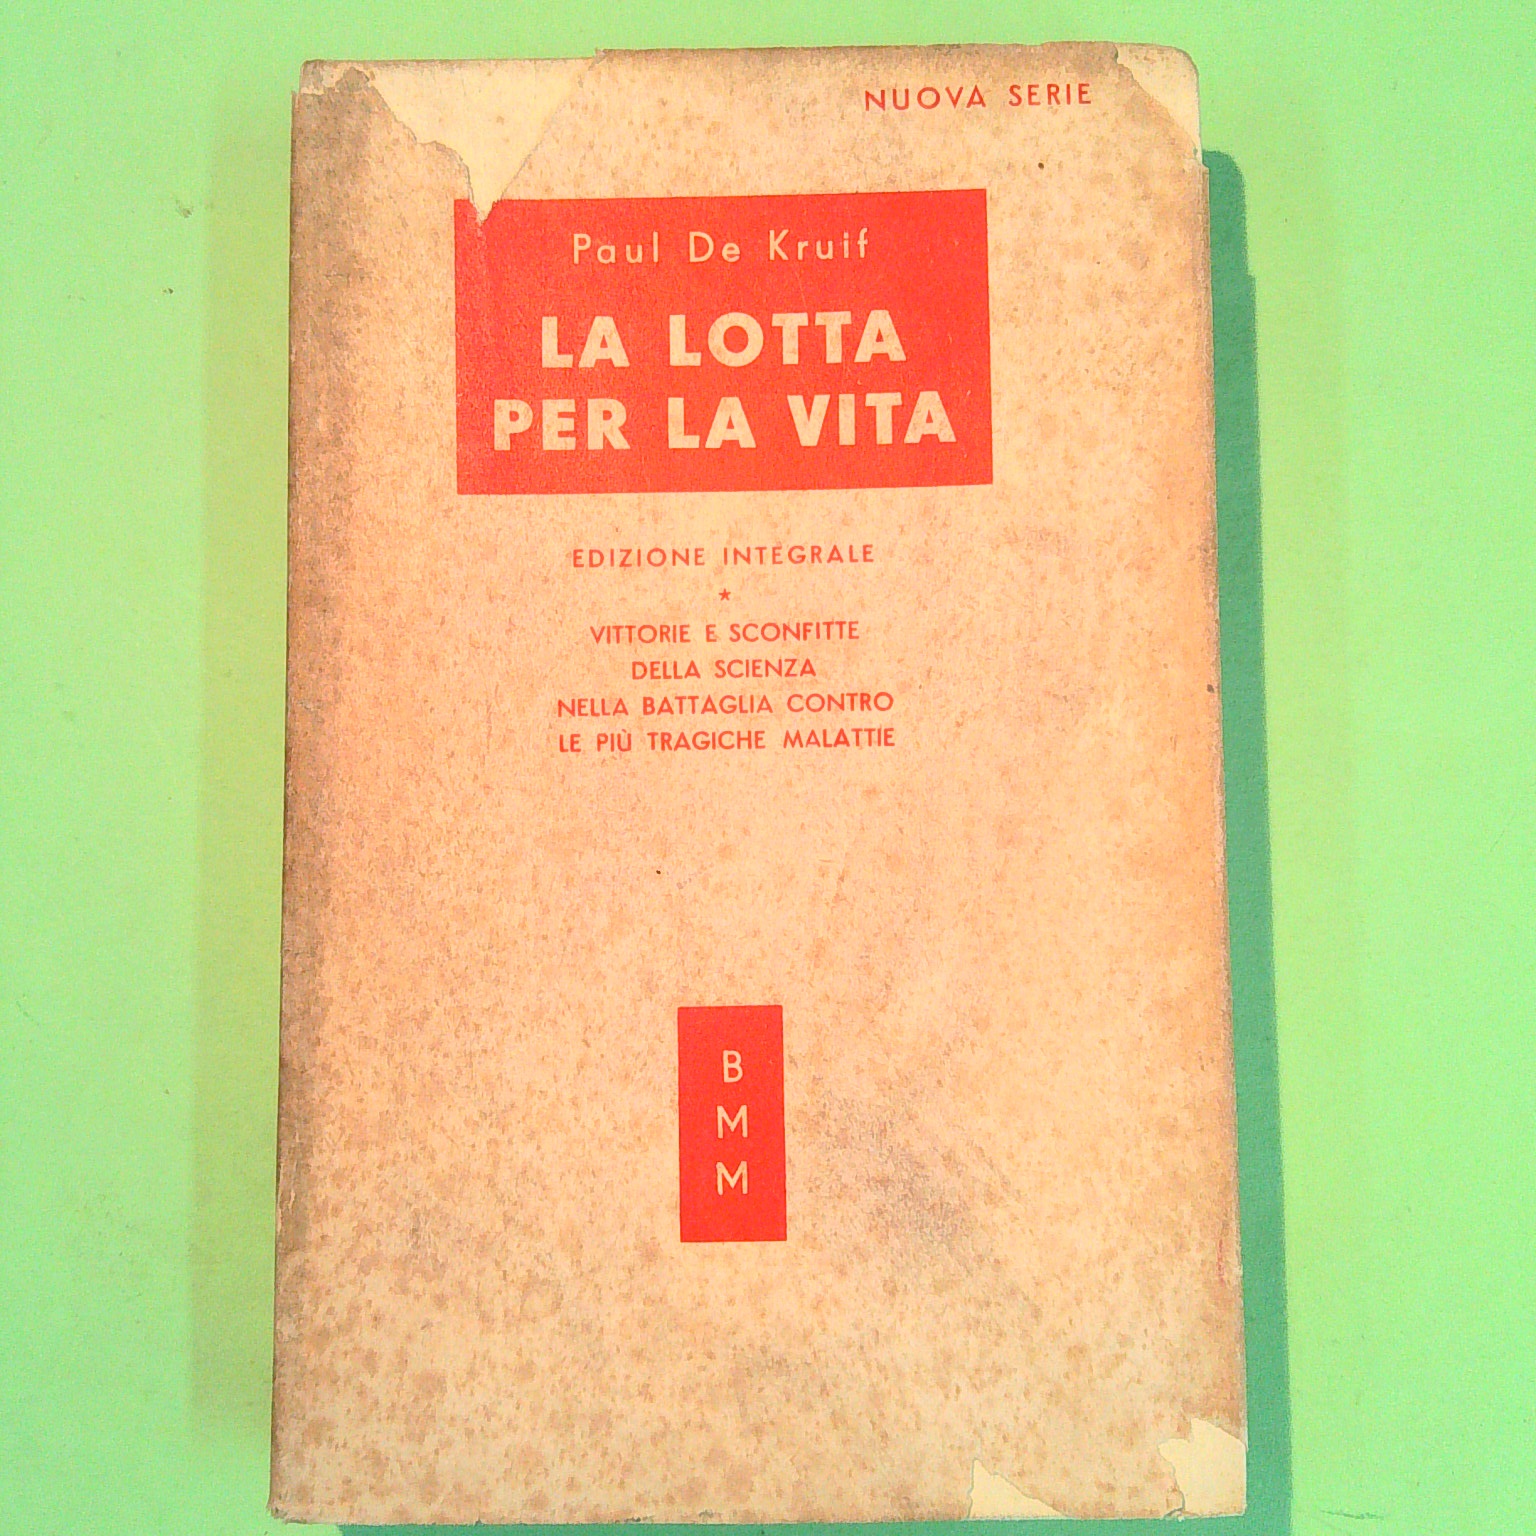 NUOVA SERIE
Paul De Kruif
LA LOTTA
PER LA VITA
EDIZIONE INTEGRALE
★
VITTORIE E SCONFITTE
DELLA SCIENZA
NELLA BATTAGLIA CONTRO
LE PIÙ TRAGICHE MALATTIE
B
M
M